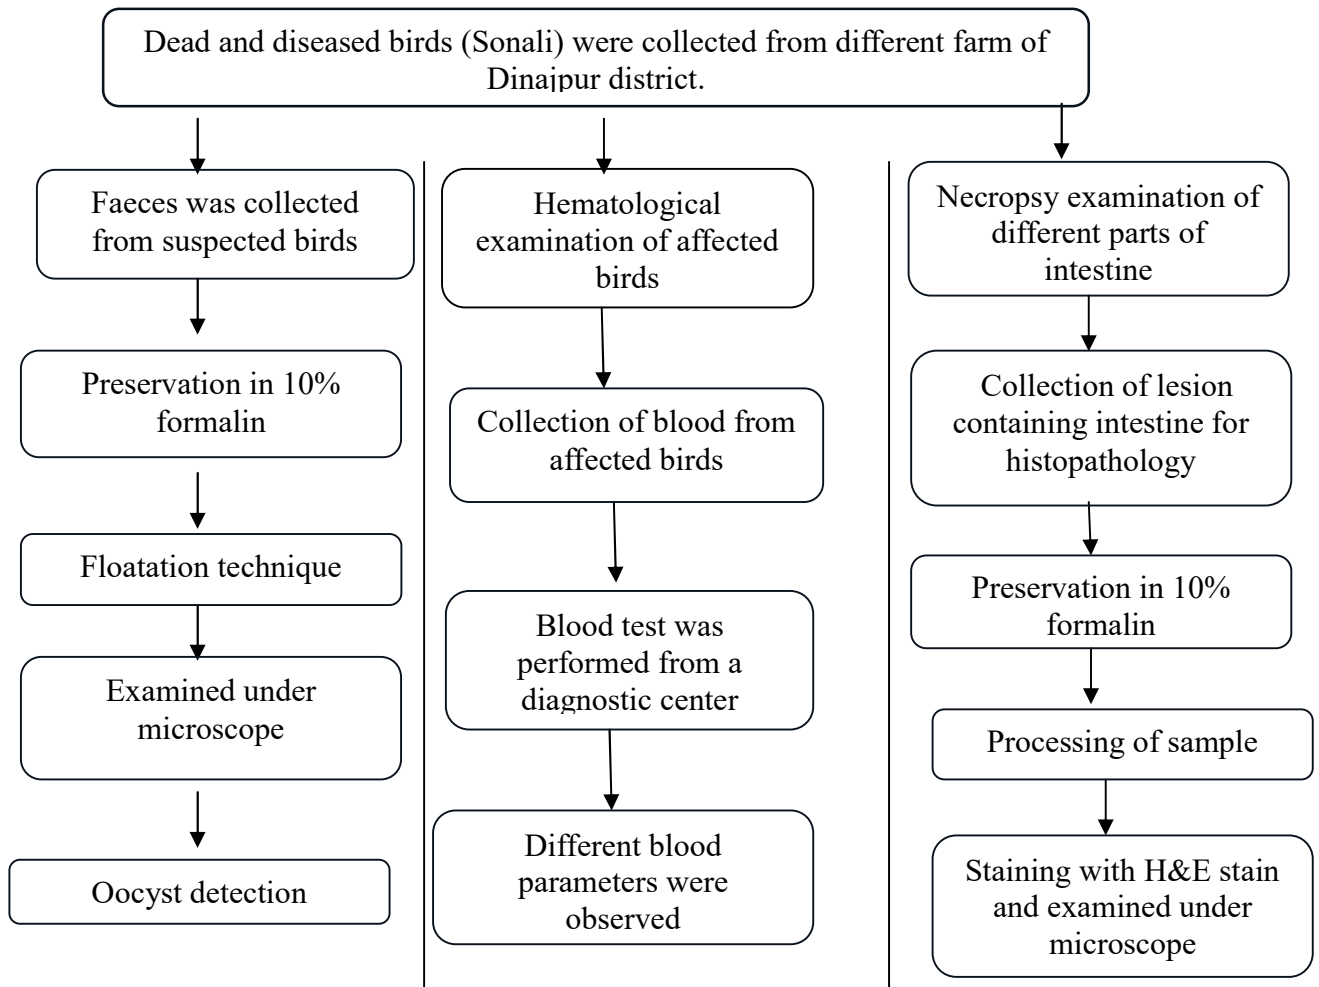 Dead and diseased birds (Sonali) were collected from different farm of
Dinajpur district.
Faeces was collected
from suspected birds
Preservation in 10%
formalin
Floatation technique
Examined under
microscope
Oocyst detection
Hematological
examination of affected
birds
Collection of blood from
affected birds
Blood test was
performed from a
diagnostic center
Different blood
parameters were
observed
Necropsy examination of
different parts of
intestine
Collection of lesion
containing intestine for
histopathology
Preservation in 10%
formalin
Processing of sample
Staining with H&E stain
and examined under
microscope